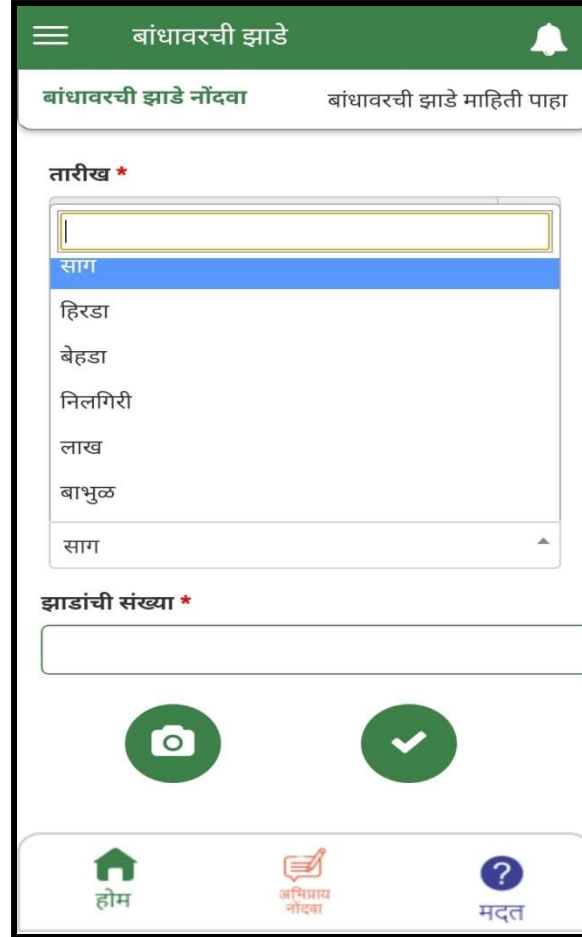 बांधावरची झाडे
बांधावरची झाडे नोंदवा
बांधावरची झाडे माहिती पाहा
तारीख *
साग
हिरडा
बेहडा
निलगिरी
लाख
बाभुळ
साग
झाडांची संख्या *
होम
अभिप्राय
नोंदवा
मदत